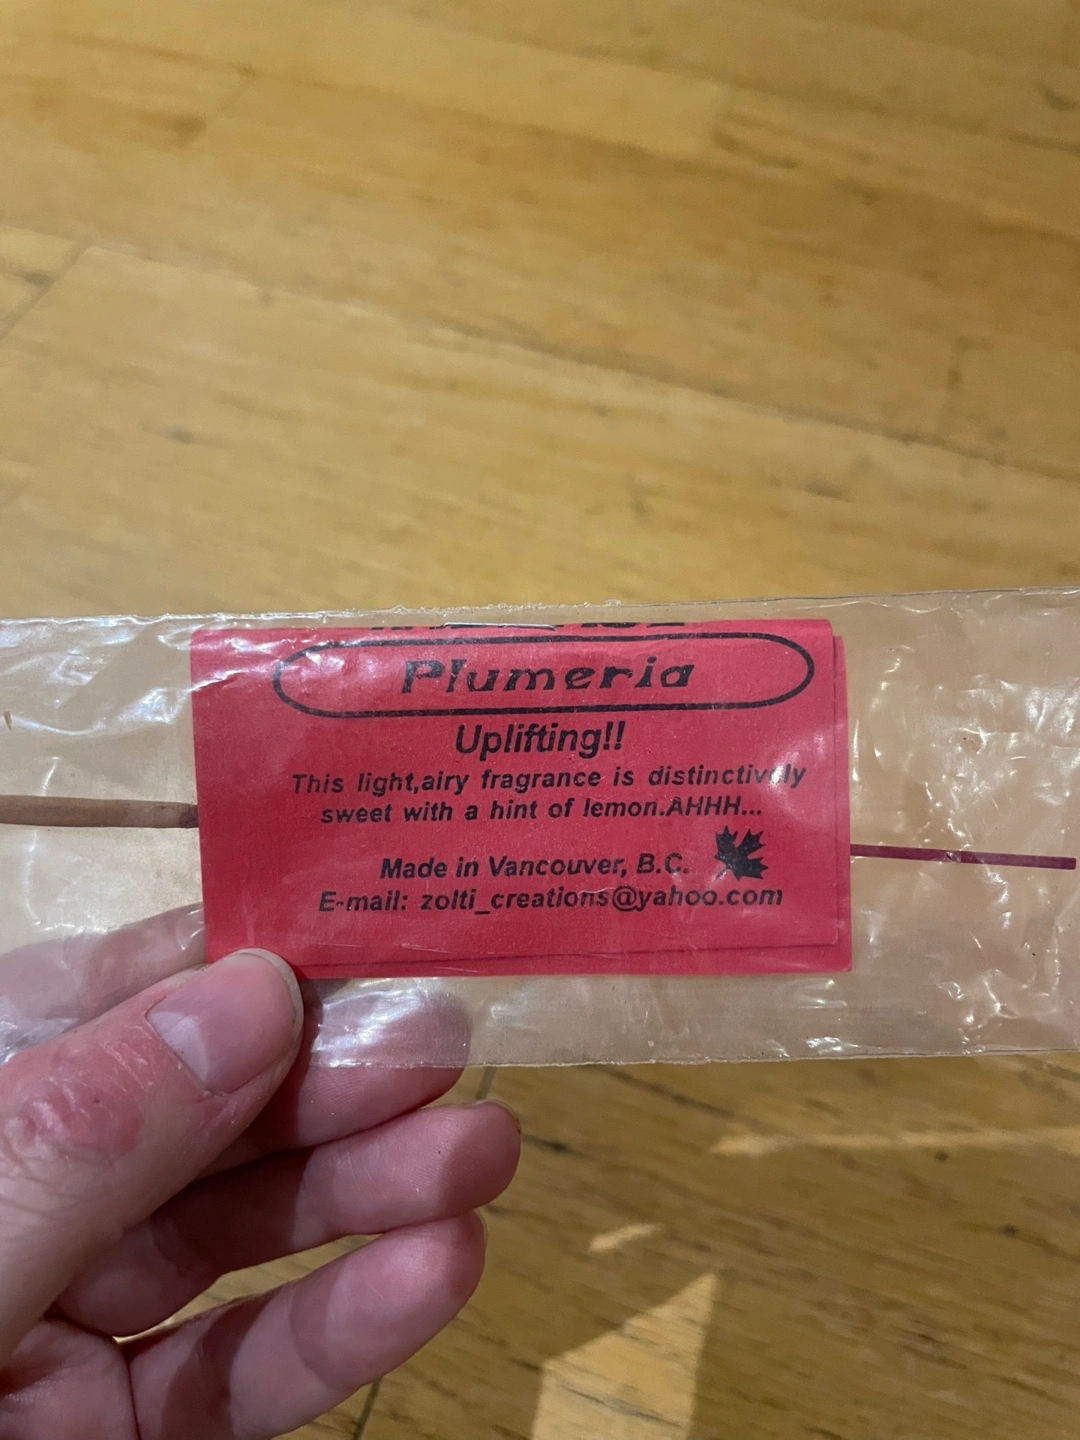 Plumeria
Uplifting!!
This light,airy fragrance is distinctively
sweet with a hint of lemon.AHHH...
Made in Vancouver, B.C.
E-mail: zolti_creations@yahoo.com